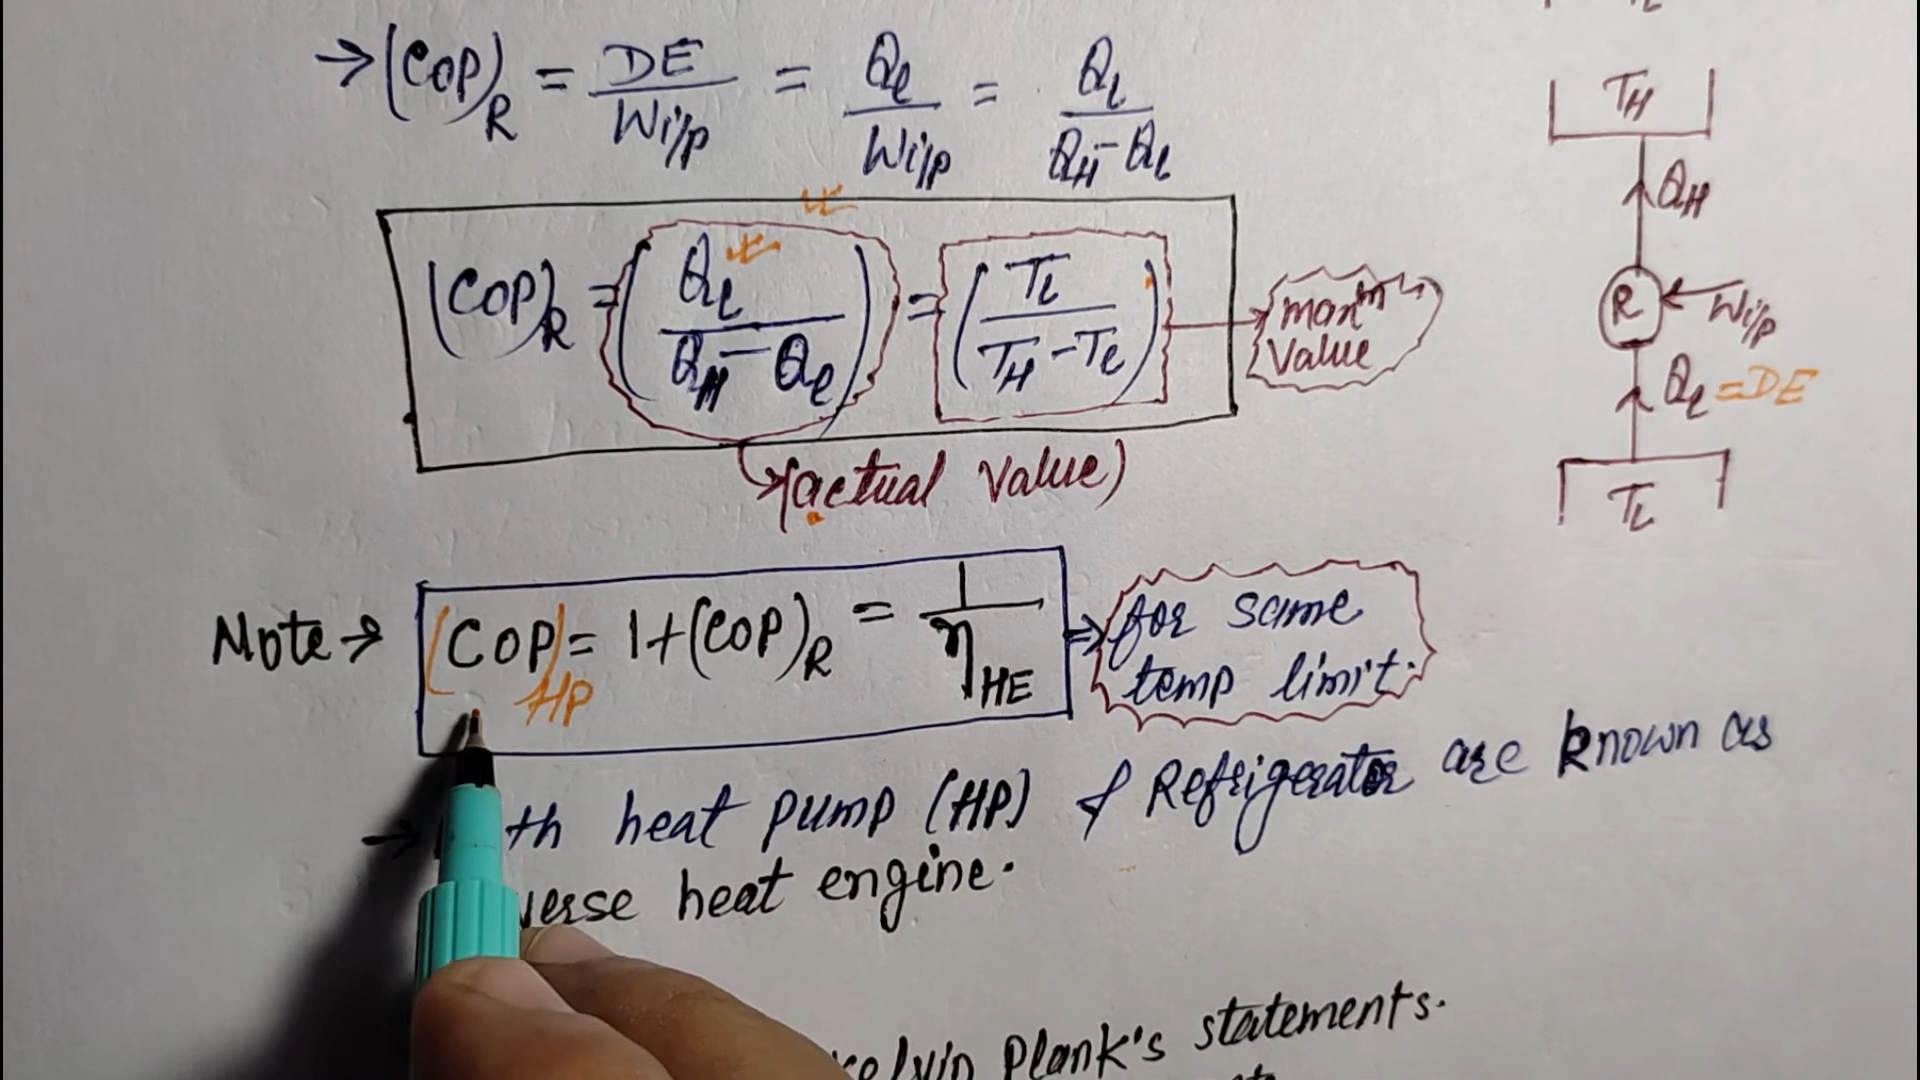 → (COP)R = DE / Wi/p = Ql / Wi/p = Ql / QH - Ql
(COP)R = (Ql / QH - Ql) = (TL / TH - TL) → maxm value
→ (actual value)
TH
QH
R ← Wi/p
Ql = DE
TL
Note → (COP)HP = 1 + (COP)R = 1 / ηHE ⇒ for same temp limit.
→ th heat pump (HP) & Refrigerator are known as
verse heat engine.
Plank's statements.